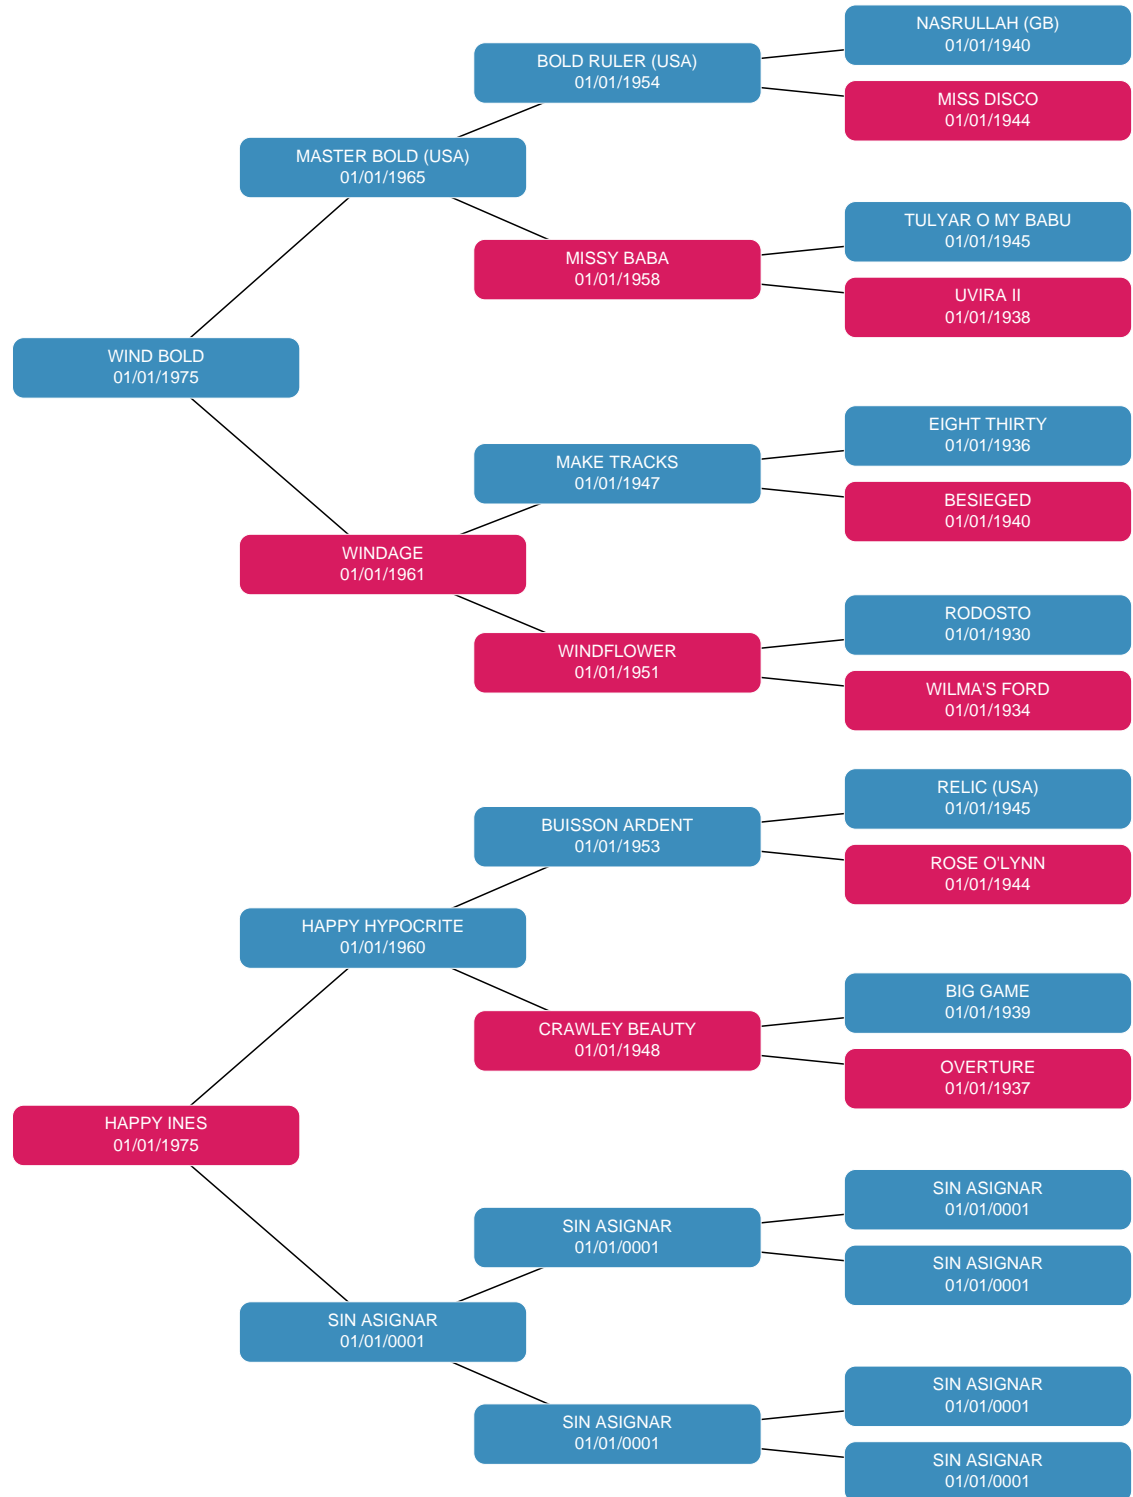 NASRULLAH (GB)
01/01/1940
BOLD RULER (USA)
01/01/1954
MISS DISCO
01/01/1944
MASTER BOLD (USA)
01/01/1965
TULYAR O MY BABU
01/01/1945
MISSY BABA
01/01/1958
UVIRA II
01/01/1938
WIND BOLD
01/01/1975
EIGHT THIRTY
01/01/1936
MAKE TRACKS
01/01/1947
BESIEGED
01/01/1940
WINDAGE
01/01/1961
RODOSTO
01/01/1930
WINDFLOWER
01/01/1951
WILMA'S FORD
01/01/1934
RELIC (USA)
01/01/1945
BUISSON ARDENT
01/01/1953
ROSE O'LYNN
01/01/1944
HAPPY HYPOCRITE
01/01/1960
BIG GAME
01/01/1939
CRAWLEY BEAUTY
01/01/1948
OVERTURE
01/01/1937
HAPPY INES
01/01/1975
SIN ASIGNAR
01/01/0001
SIN ASIGNAR
01/01/0001
SIN ASIGNAR
01/01/0001
SIN ASIGNAR
01/01/0001
SIN ASIGNAR
01/01/0001
SIN ASIGNAR
01/01/0001
SIN ASIGNAR
01/01/0001